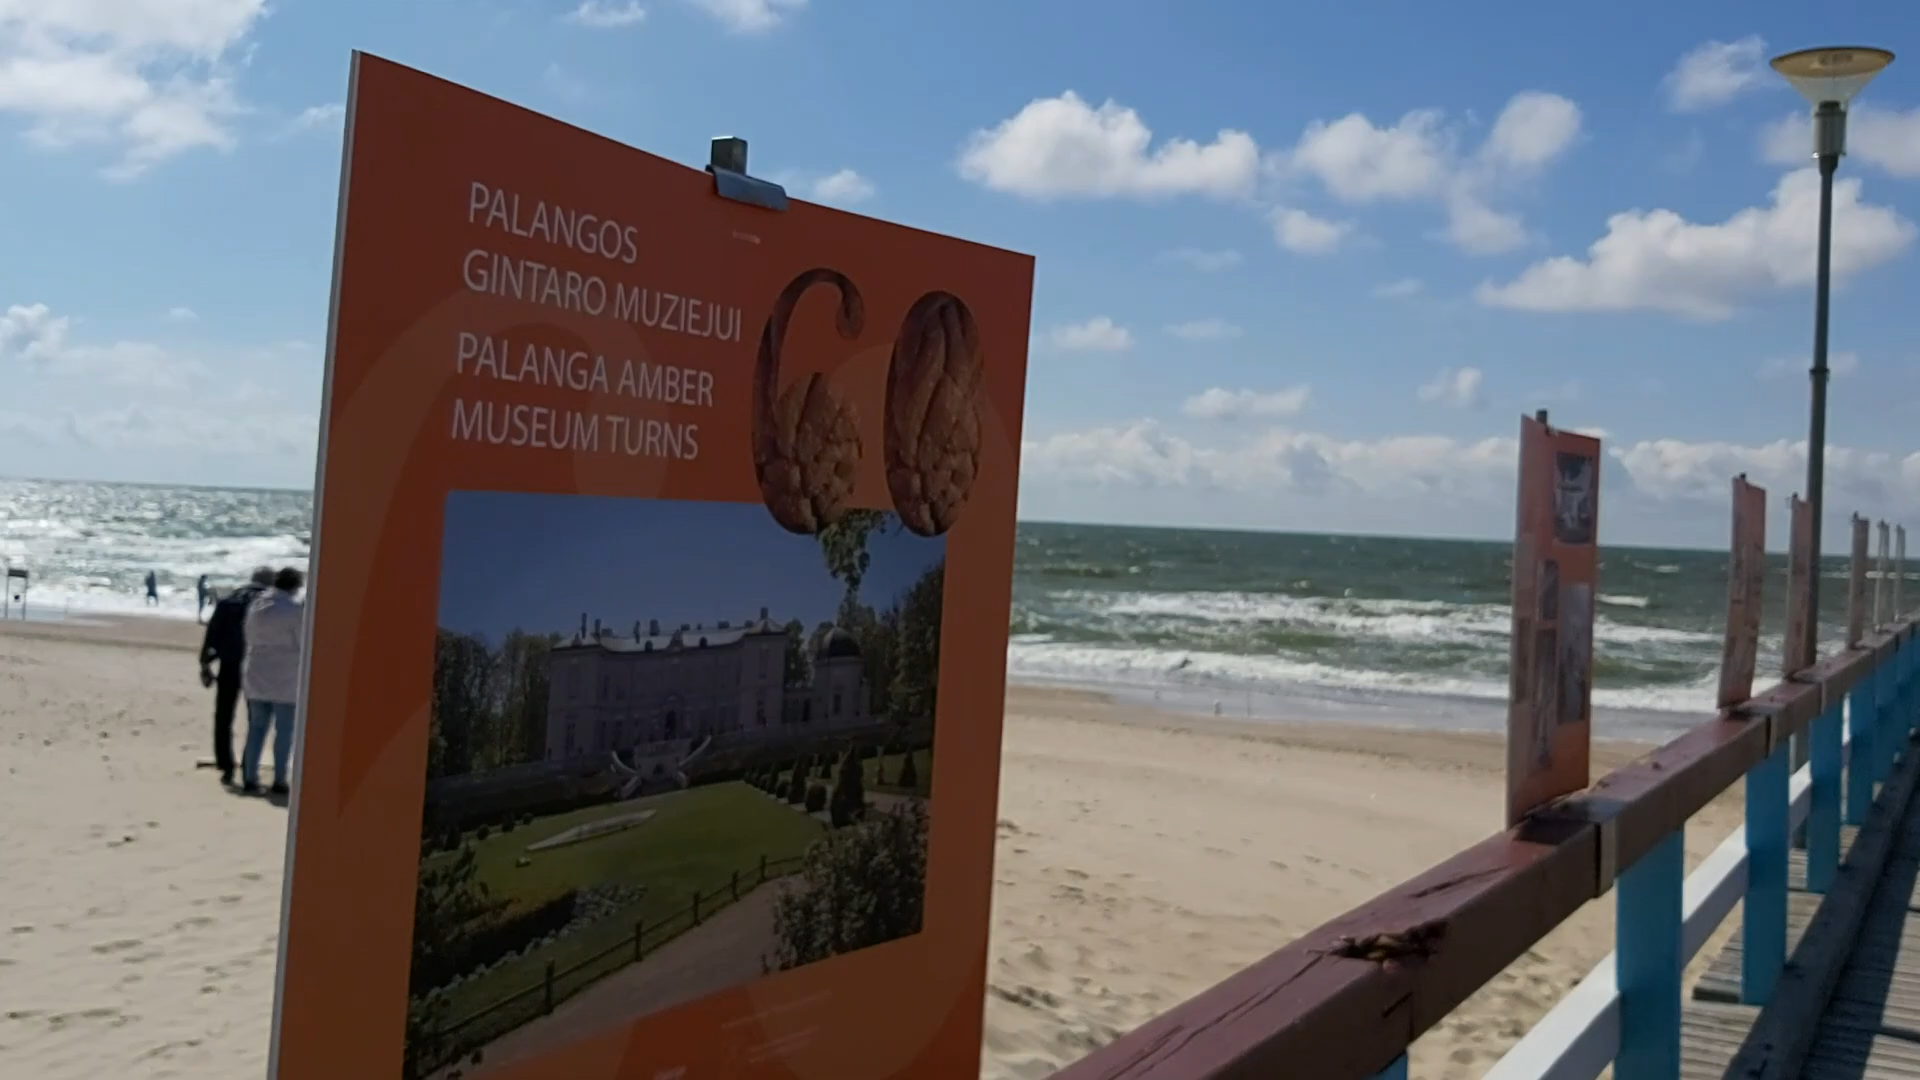 PALANGOS
GINTARO MUZIEJUI
PALANGA AMBER
MUSEUM TURNS
60